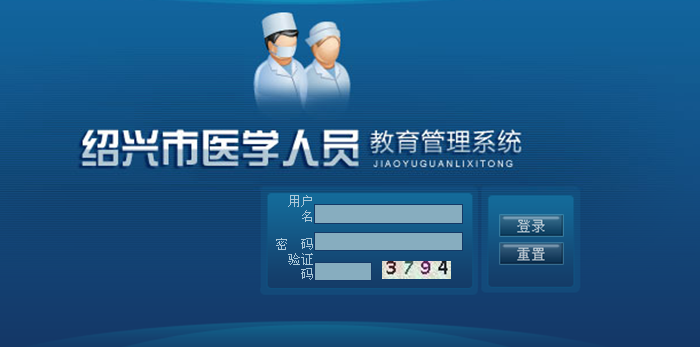 绍兴市医学人员 教育管理系统
JIAOYUGUANLIXITONG
用户
名
密 码
验证
码
3794
登录
重置